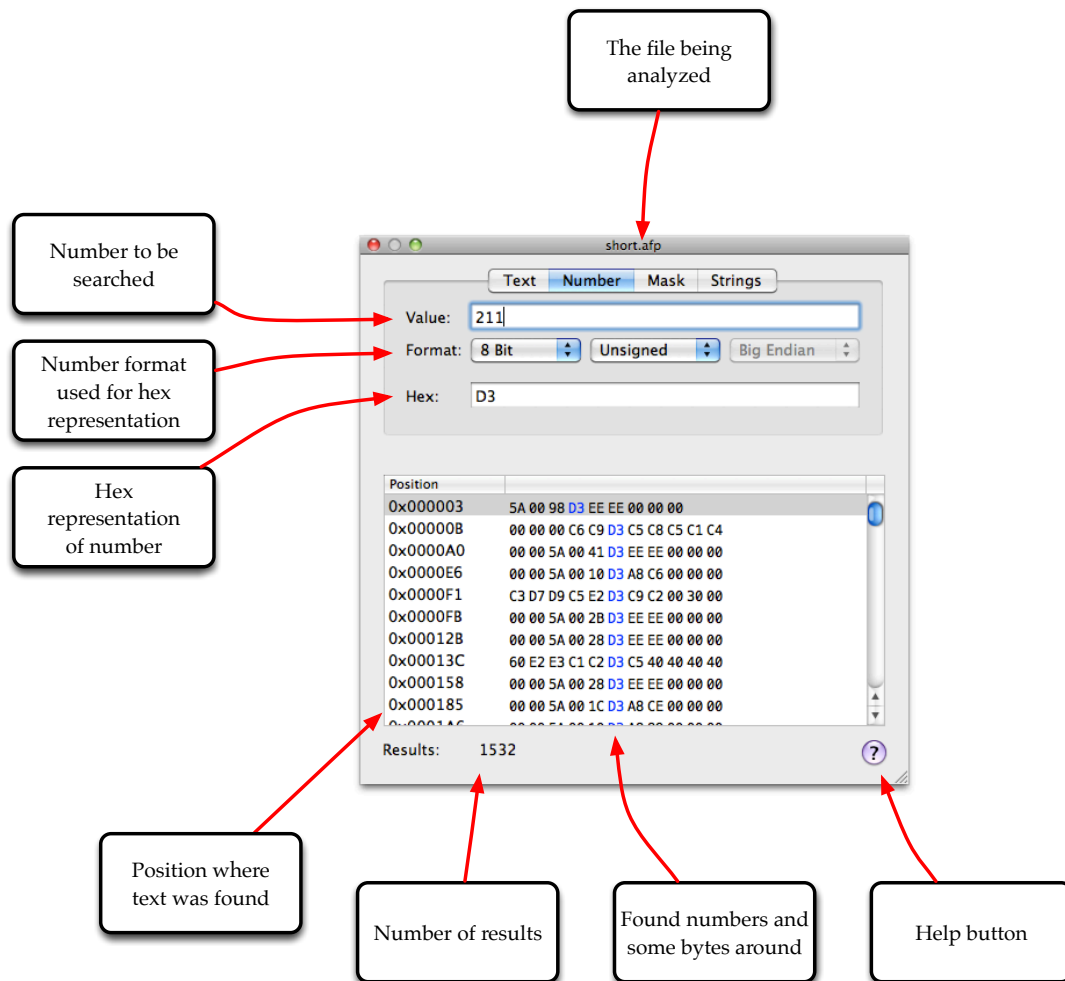 The file being
analyzed
Number to be
searched
short.afp
Text Number Mask Strings
Value: 211
Number format
used for hex
representation
Format: 8 Bit Unsigned Big Endian
Hex: D3
Hex
representation
of number
Position
0x000003 5A 00 98 D3 EE EE 00 00 00
0x00000B 00 00 00 C6 C9 D3 C5 C8 C5 C1 C4
0x0000A0 00 00 5A 00 41 D3 EE EE 00 00 00
0x0000E6 00 00 5A 00 10 D3 A8 C6 00 00 00
0x0000F1 C3 D7 D9 C5 E2 D3 C9 C2 00 30 00
0x0000FB 00 00 5A 00 2B D3 EE EE 00 00 00
0x00012B 00 00 5A 00 28 D3 EE EE 00 00 00
0x00013C 60 E2 E3 C1 C2 D3 C5 40 40 40 40
0x000158 00 00 5A 00 28 D3 EE EE 00 00 00
0x000185 00 00 5A 00 1C D3 A8 CE 00 00 00
Results: 1532 ?
Position where
text was found
Number of results
Found numbers and
some bytes around
Help button